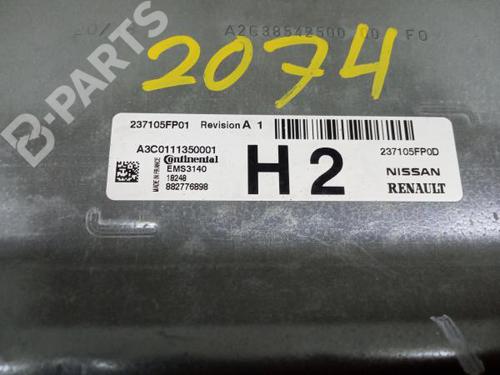 A2C38542500
2074
237105FP01 Revision A 1
A3C0111350001
Continental
EMS3140
18248
882776898
MADE IN FRANCE
H2
237105FP0D
NISSAN
RENAULT
B-PARTS